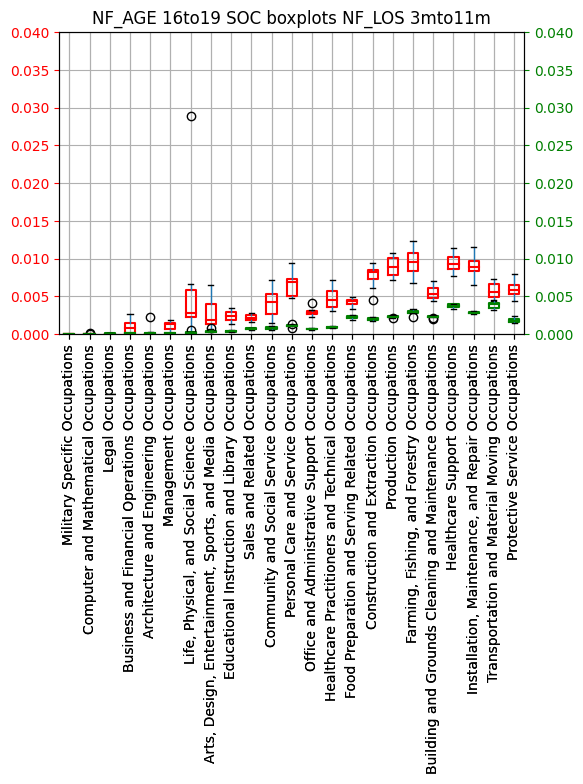 NF_AGE 16to19 SOC boxplots NF_LOS 3mto11m
0.040 0.040
0.035 0.035
0.030 0.030
0.025 0.025
0.020 0.020
0.015 0.015
0.010 0.010
0.005 0.005
0.000 0.000
Military Specific Occupations
Computer and Mathematical Occupations
Legal Occupations
Business and Financial Operations Occupations
Architecture and Engineering Occupations
Management Occupations
Life, Physical, and Social Science Occupations
Arts, Design, Entertainment, Sports, and Media Occupations
Educational Instruction and Library Occupations
Sales and Related Occupations
Community and Social Service Occupations
Personal Care and Service Occupations
Office and Administrative Support Occupations
Healthcare Practitioners and Technical Occupations
Food Preparation and Serving Related Occupations
Construction and Extraction Occupations
Production Occupations
Farming, Fishing, and Forestry Occupations
Building and Grounds Cleaning and Maintenance Occupations
Healthcare Support Occupations
Installation, Maintenance, and Repair Occupations
Transportation and Material Moving Occupations
Protective Service Occupations